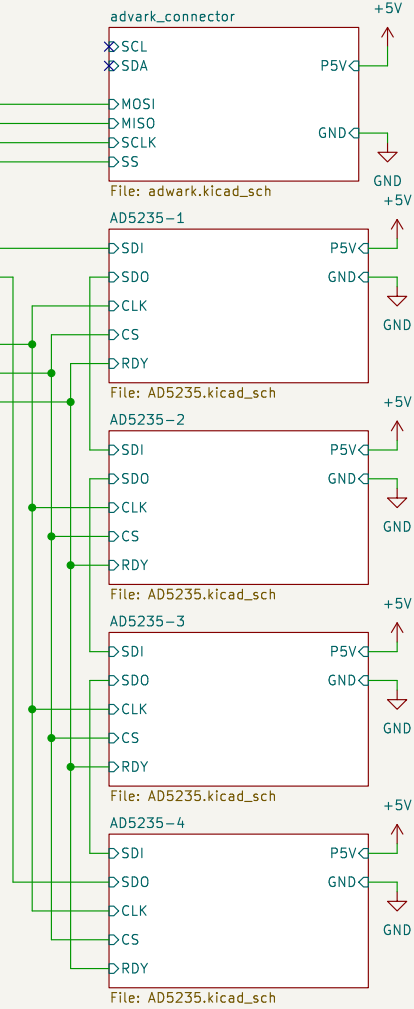 advark_connector
+5V
SCL
SDA
P5V
MOSI
MISO
GND
SCLK
SS
GND
File: adwark.kicad_sch
+5V
AD5235-1
SDI
P5V
SDO
GND
CLK
GND
CS
RDY
File: AD5235.kicad_sch
+5V
AD5235-2
SDI
P5V
SDO
GND
CLK
GND
CS
RDY
File: AD5235.kicad_sch
+5V
AD5235-3
SDI
P5V
SDO
GND
CLK
GND
CS
RDY
File: AD5235.kicad_sch
+5V
AD5235-4
SDI
P5V
SDO
GND
CLK
GND
CS
RDY
File: AD5235.kicad_sch